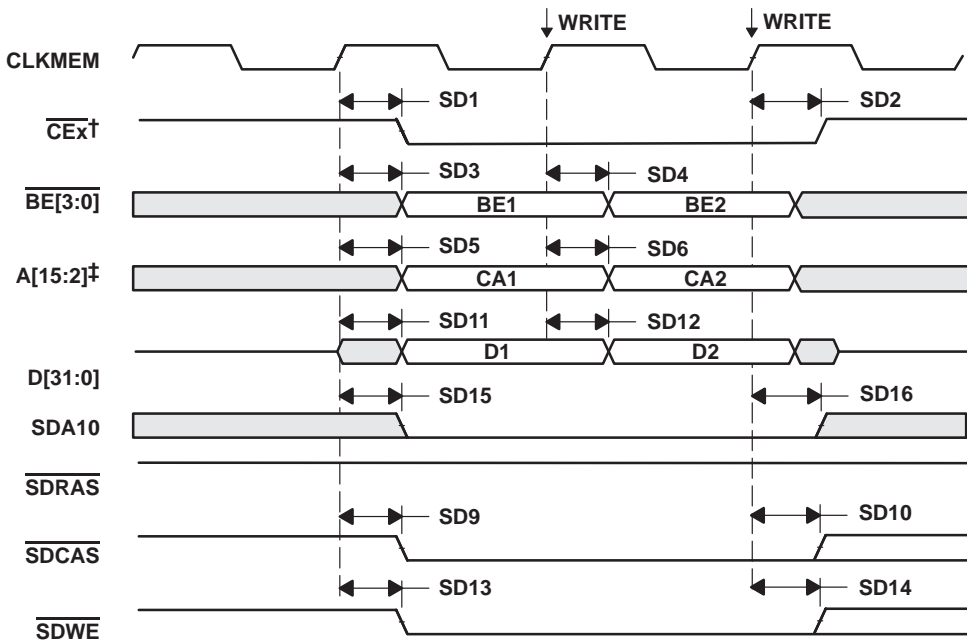 WRITE WRITE
CLKMEM
SD1 SD2
CEx†
SD3 SD4
BE[3:0] BE1 BE2
SD5 SD6
A[15:2]‡ CA1 CA2
SD11 SD12
D1 D2
D[31:0]
SD15 SD16
SDA10
SDRAS
SD9 SD10
SDCAS
SD13 SD14
SDWE